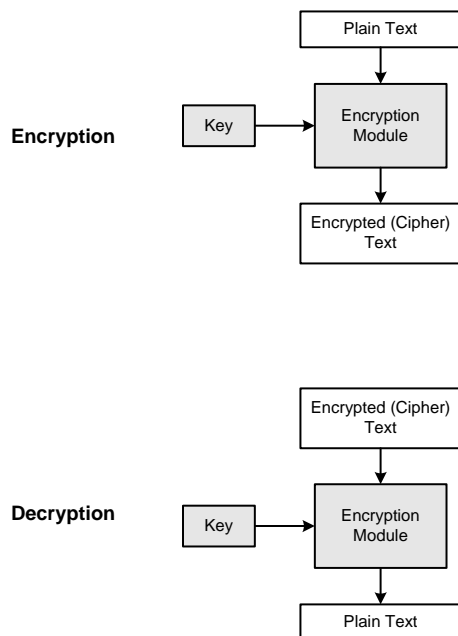 Plain Text
Encryption
Key
Encryption
Module
Encrypted (Cipher)
Text
Encrypted (Cipher)
Text
Decryption
Key
Encryption
Module
Plain Text